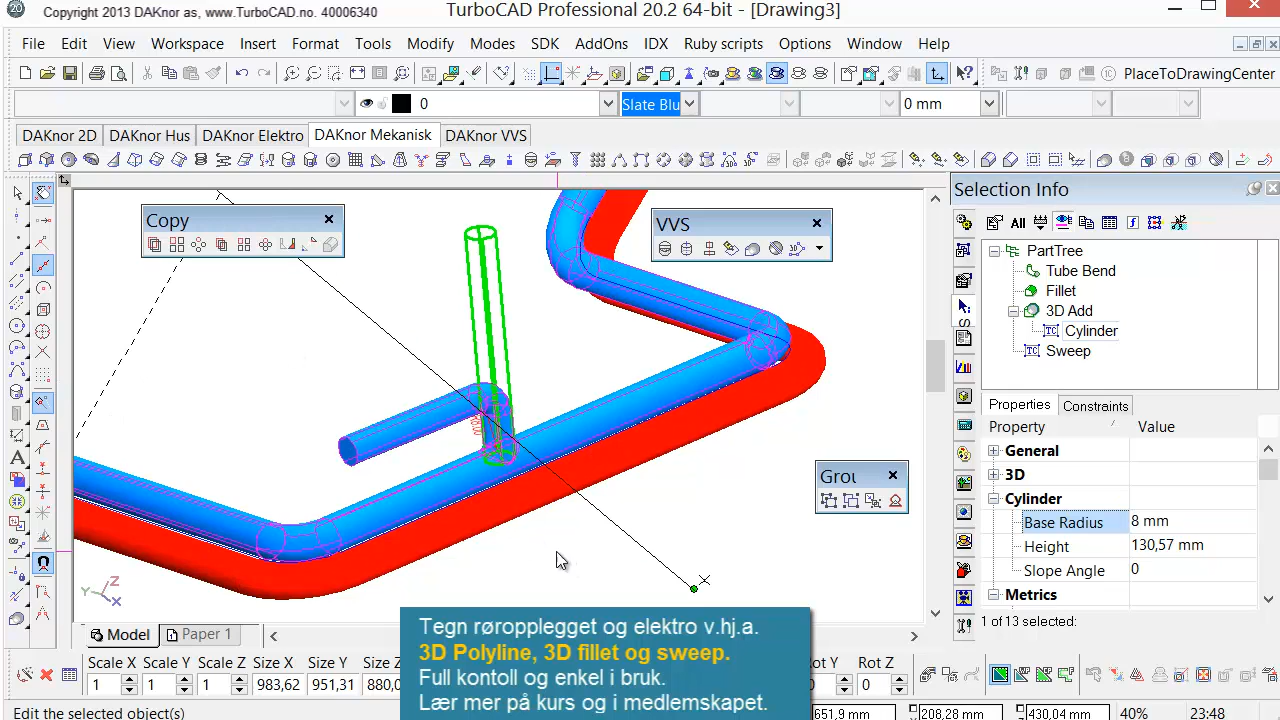 Copyright 2013 DAKnor as, www.TurboCAD.no. 40006340
TurboCAD Professional 20.2 64-bit - [Drawing3]
File Edit View Workspace Insert Format Tools Modify Modes SDK AddOns IDX Ruby scripts Options Window Help
PlaceToDrawingCenter
0
Slate Blu
0 mm
DAKnor 2D DAKnor Hus DAKnor Elektro DAKnor Mekanisk DAKnor VVS
Copy
VVS
Grou
Selection Info
All
PartTree
Tube Bend
Fillet
3D Add
Cylinder
Sweep
Properties Constraints
Property Value
General
3D
Cylinder
Base Radius 8 mm
Height 130,57 mm
Slope Angle 0
Metrics
1 of 13 selected:
Z
Y
X
Model Paper 1
Tegn røropplegget og elektro v.hj.a.
3D Polyline, 3D fillet og sweep.
Full kontoll og enkel i bruk.
Lær mer på kurs og i medlemskapet.
Scale X Scale Y Scale Z Size X Size Y Size Rot Y Rot Z
1 1 1 983,62 951,31 880,0 0
Edit the selected object(s)
651,9 mm 208,28 mm 430,04 mm 40% 23:48